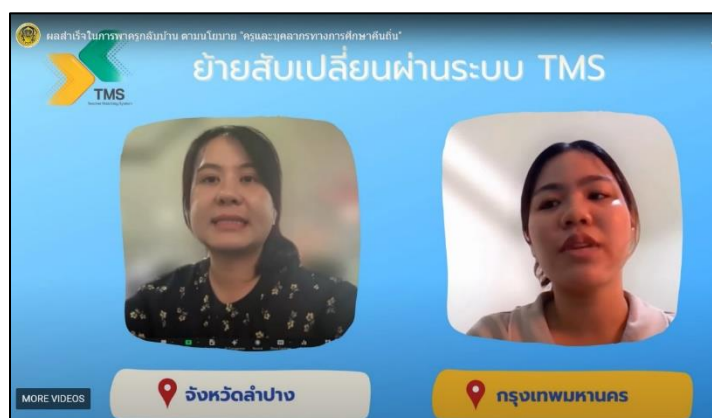 ผลสำเร็จในการพาครูกลับบ้าน ตามนโยบาย "ครูและบุคลากรทางการศึกษาคืนถิ่น"
ย้ายสับเปลี่ยนผ่านระบบ TMS
TMS
Teacher Matching System
จังหวัดลำปาง
กรุงเทพมหานคร
MORE VIDEOS